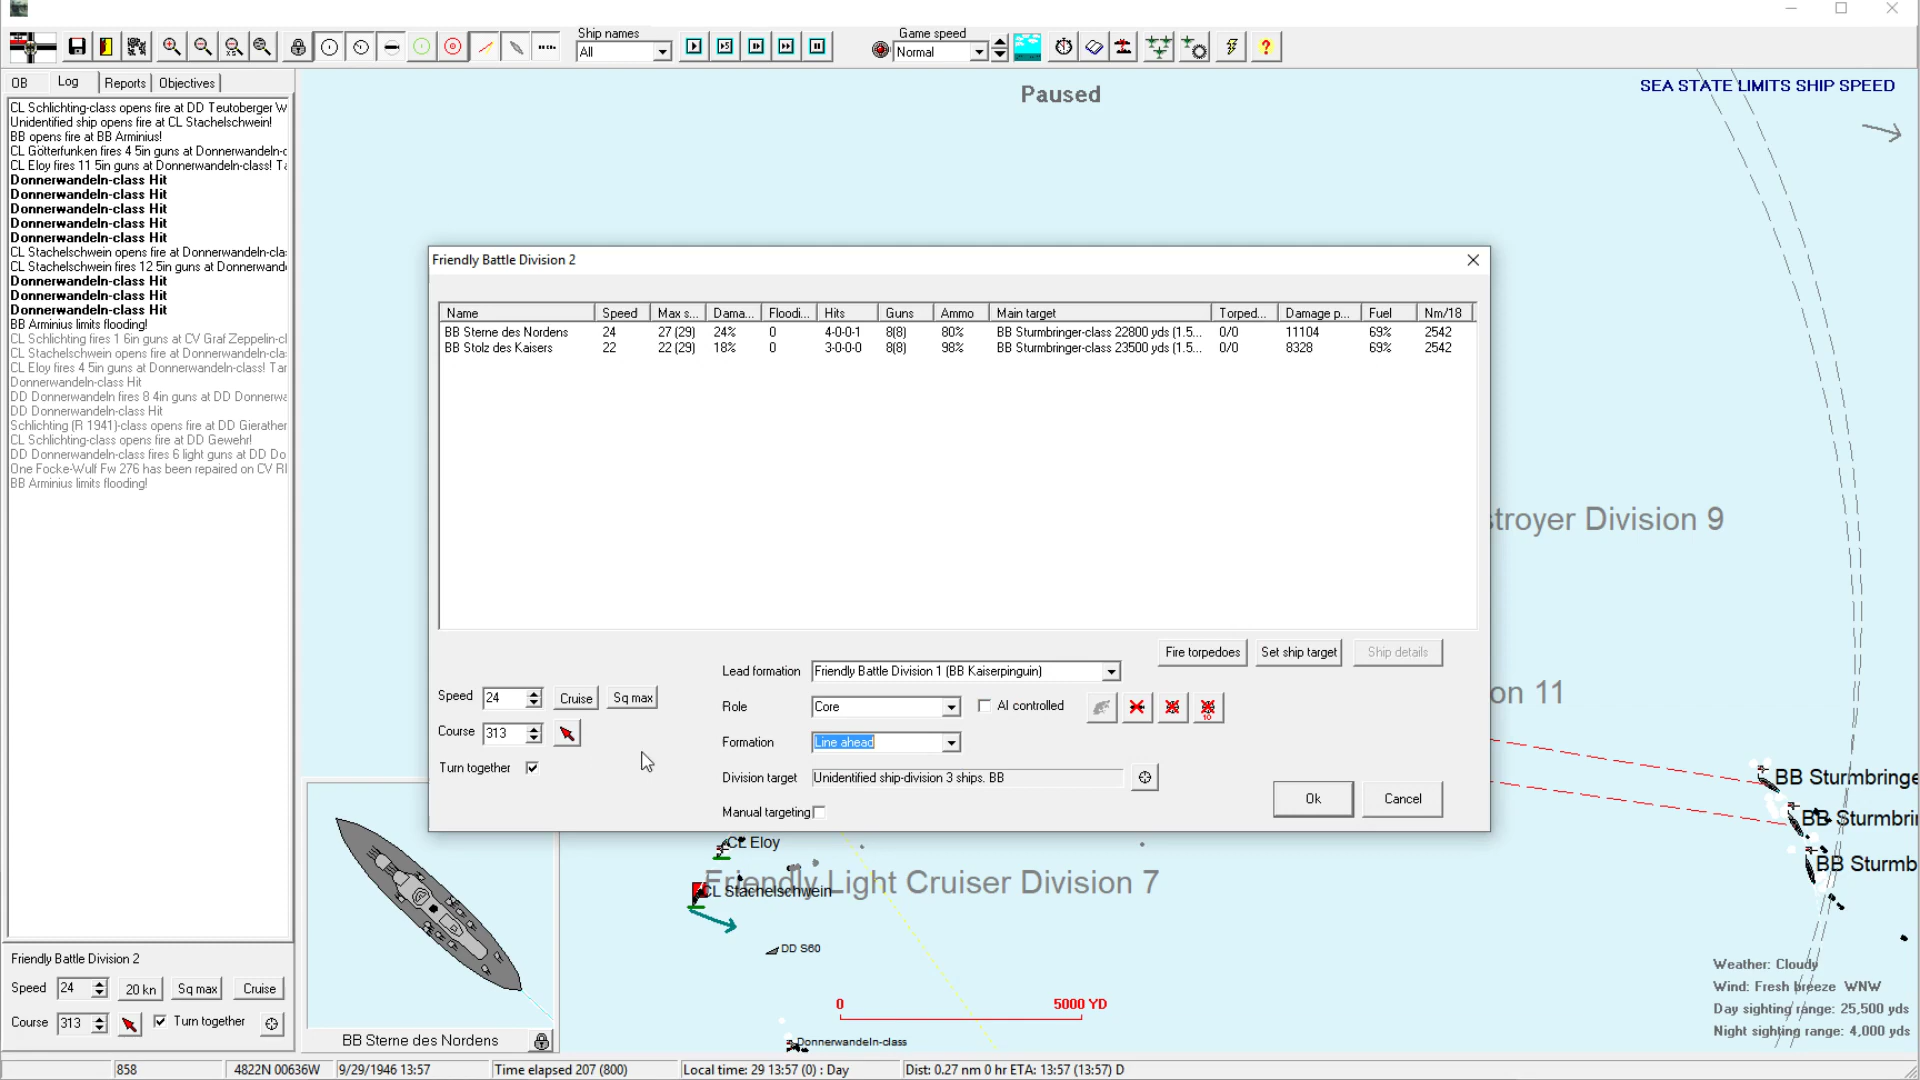 Ship names
All
Game speed
Normal
OB
Log
Reports
Objectives
Paused
SEA STATE LIMITS SHIP SPEED
CL Schlichting-class opens fire at DD Teutoberger W
Unidentified ship opens fire at CL Stachelschwein!
BB opens fire at BB Arminius!
CL Götterfunken fires 4 5in guns at Donnerwandeln-c
CL Eloy fires 11 5in guns at Donnerwandeln-class! Ta
Donnerwandeln-class Hit
Donnerwandeln-class Hit
Donnerwandeln-class Hit
Donnerwandeln-class Hit
Donnerwandeln-class Hit
CL Stachelschwein opens fire at Donnerwandeln-cla
CL Stachelschwein fires 12 5in guns at Donnerwand
Donnerwandeln-class Hit
Donnerwandeln-class Hit
Donnerwandeln-class Hit
BB Arminius limits flooding!
CL Schlichting fires 1 6in guns at CV Graf Zeppelin-cl
CL Stachelschwein opens fire at Donnerwandeln-cla
CL Eloy fires 4 5in guns at Donnerwandeln-class! Tar
Donnerwandeln-class Hit
DD Donnerwandeln fires 8 4in guns at DD Donnerwa
DD Donnerwandeln-class Hit
Schlichting (R 1941)-class opens fire at DD Gierather
CL Schlichting-class opens fire at DD Gewehr!
DD Donnerwandeln-class fires 6 light guns at DD Do
One Focke-Wulf Fw 276 has been repaired on CV RI
BB Arminius limits flooding!
Friendly Battle Division 2
Name Speed Max s... Dama... Floodi... Hits Guns Ammo Main target Torped... Damage p... Fuel Nm/18
BB Sterne des Nordens 24 27 (29) 24% 0 4-0-0-1 8(8) 80% BB Sturmbringer-class 22800 yds (1.5... 0/0 11104 69% 2542
BB Stolz des Kaisers 22 22 (29) 18% 0 3-0-0-0 8(8) 98% BB Sturmbringer-class 23500 yds (1.5... 0/0 8328 69% 2542
Fire torpedoes
Set ship target
Ship details
Lead formation Friendly Battle Division 1 (BB Kaiserpinguin)
Speed 24 Cruise Sq max
Role Core
AI controlled
10
Course 313
Formation Line ahead
Turn together
Division target Unidentified ship-division 3 ships. BB
Manual targeting
Ok
Cancel
stroyer Division 9
on 11
BB Sturmbringe
BB Sturmbrin
BB Sturmb
CL Eloy
Friendly Light Cruiser Division 7
CL Stachelschwein
DD S60
0 5000 YD
Donnerwandeln-class
Weather: Cloudy
Wind: Fresh breeze WNW
Day sighting range: 25,500 yds
Night sighting range: 4,000 yds
Friendly Battle Division 2
Speed 24 20 kn Sq max Cruise
Course 313 Turn together
BB Sterne des Nordens
858
4822N 00636W
9/29/1946 13:57
Time elapsed 207 (800)
Local time: 29 13:57 (0) : Day
Dist: 0.27 nm 0 hr ETA: 13:57 (13:57) D